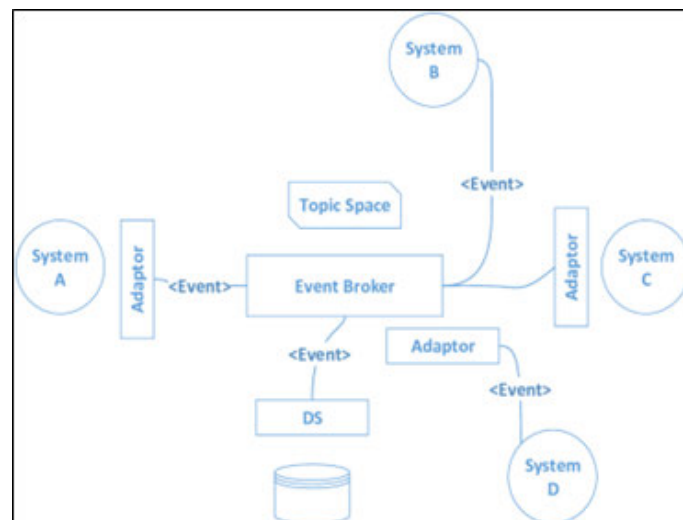 System
B
<Event>
Topic Space
System
A
Adaptor
<Event>
Event Broker
Adaptor
System
C
<Event>
Adaptor
<Event>
DS
System
D